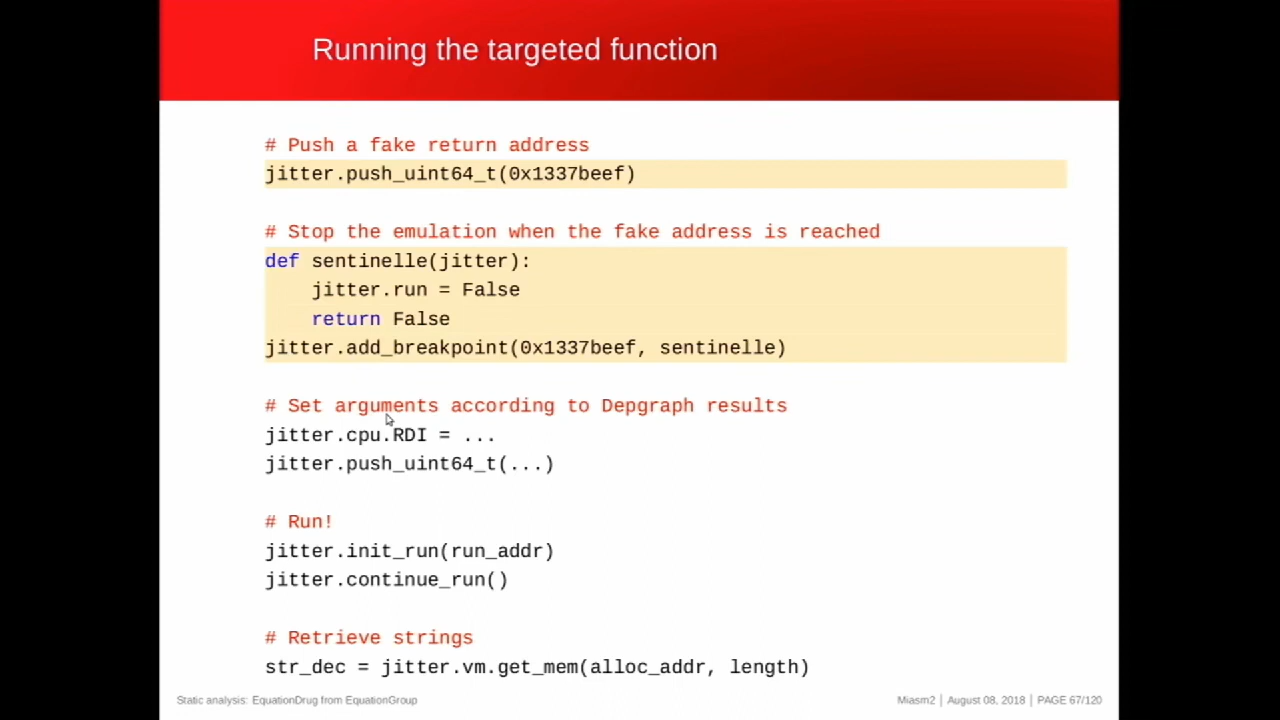 Running the targeted function
# Push a fake return address
jitter.push_uint64_t(0x1337beef)
# Stop the emulation when the fake address is reached
def sentinelle(jitter):
    jitter.run = False
    return False
jitter.add_breakpoint(0x1337beef, sentinelle)
# Set arguments according to Depgraph results
jitter.cpu.RDI = ...
jitter.push_uint64_t(...)
# Run!
jitter.init_run(run_addr)
jitter.continue_run()
# Retrieve strings
str_dec = jitter.vm.get_mem(alloc_addr, length)
Static analysis: EquationDrug from EquationGroup
Miasm2 | August 08, 2018 | PAGE 67/120